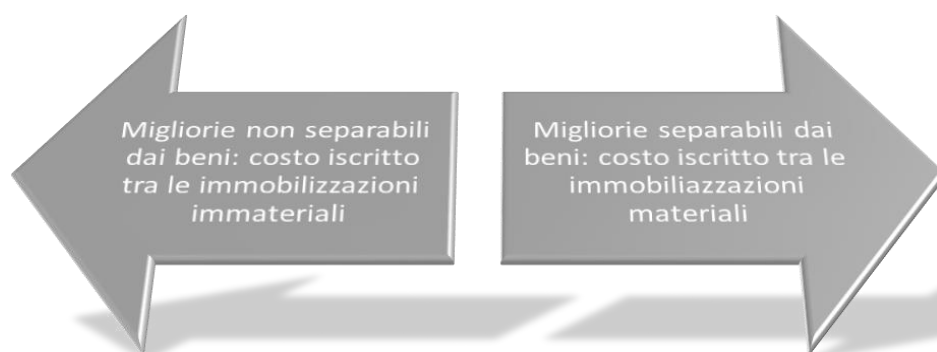 Migliorie non separabili
dai beni: costo iscritto
tra le immobilizzazioni
immateriali
Migliorie separabili dai
beni: costo iscritto tra le
immobiliazzazioni
materiali